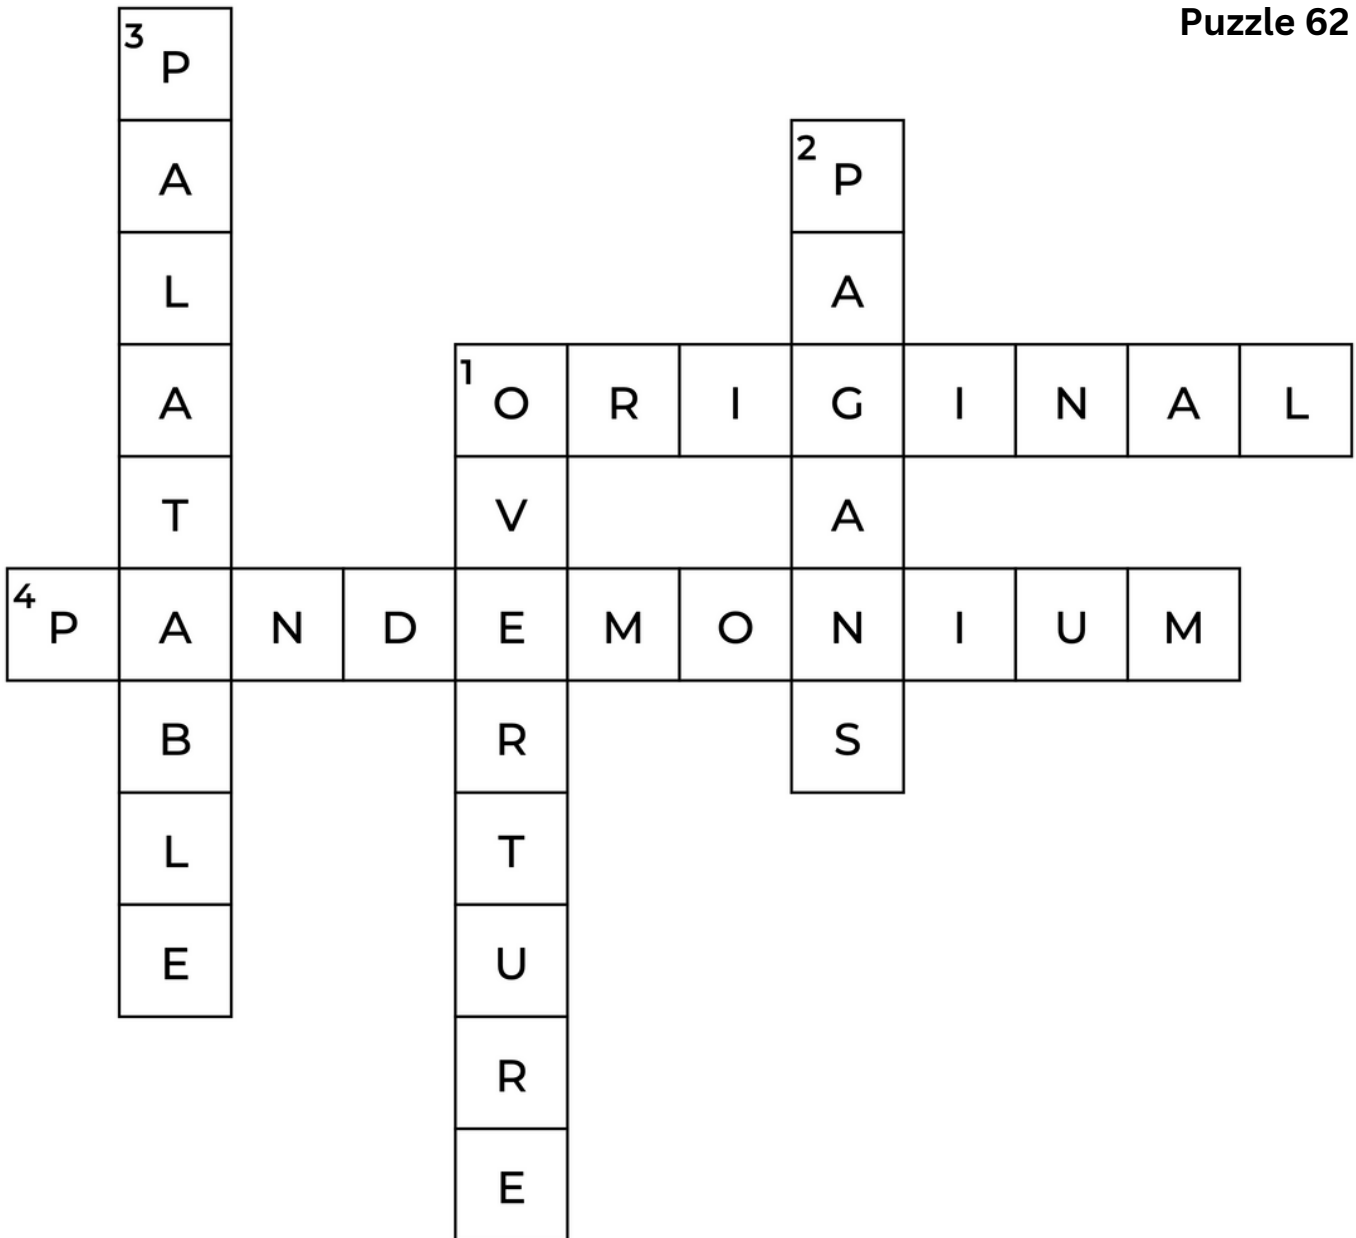 Puzzle 62
3 P
A 2 P
L A
A 1 O R I G I N A L
T V A
4 P A N D E M O N I U M
B R S
L T
E U
R
E